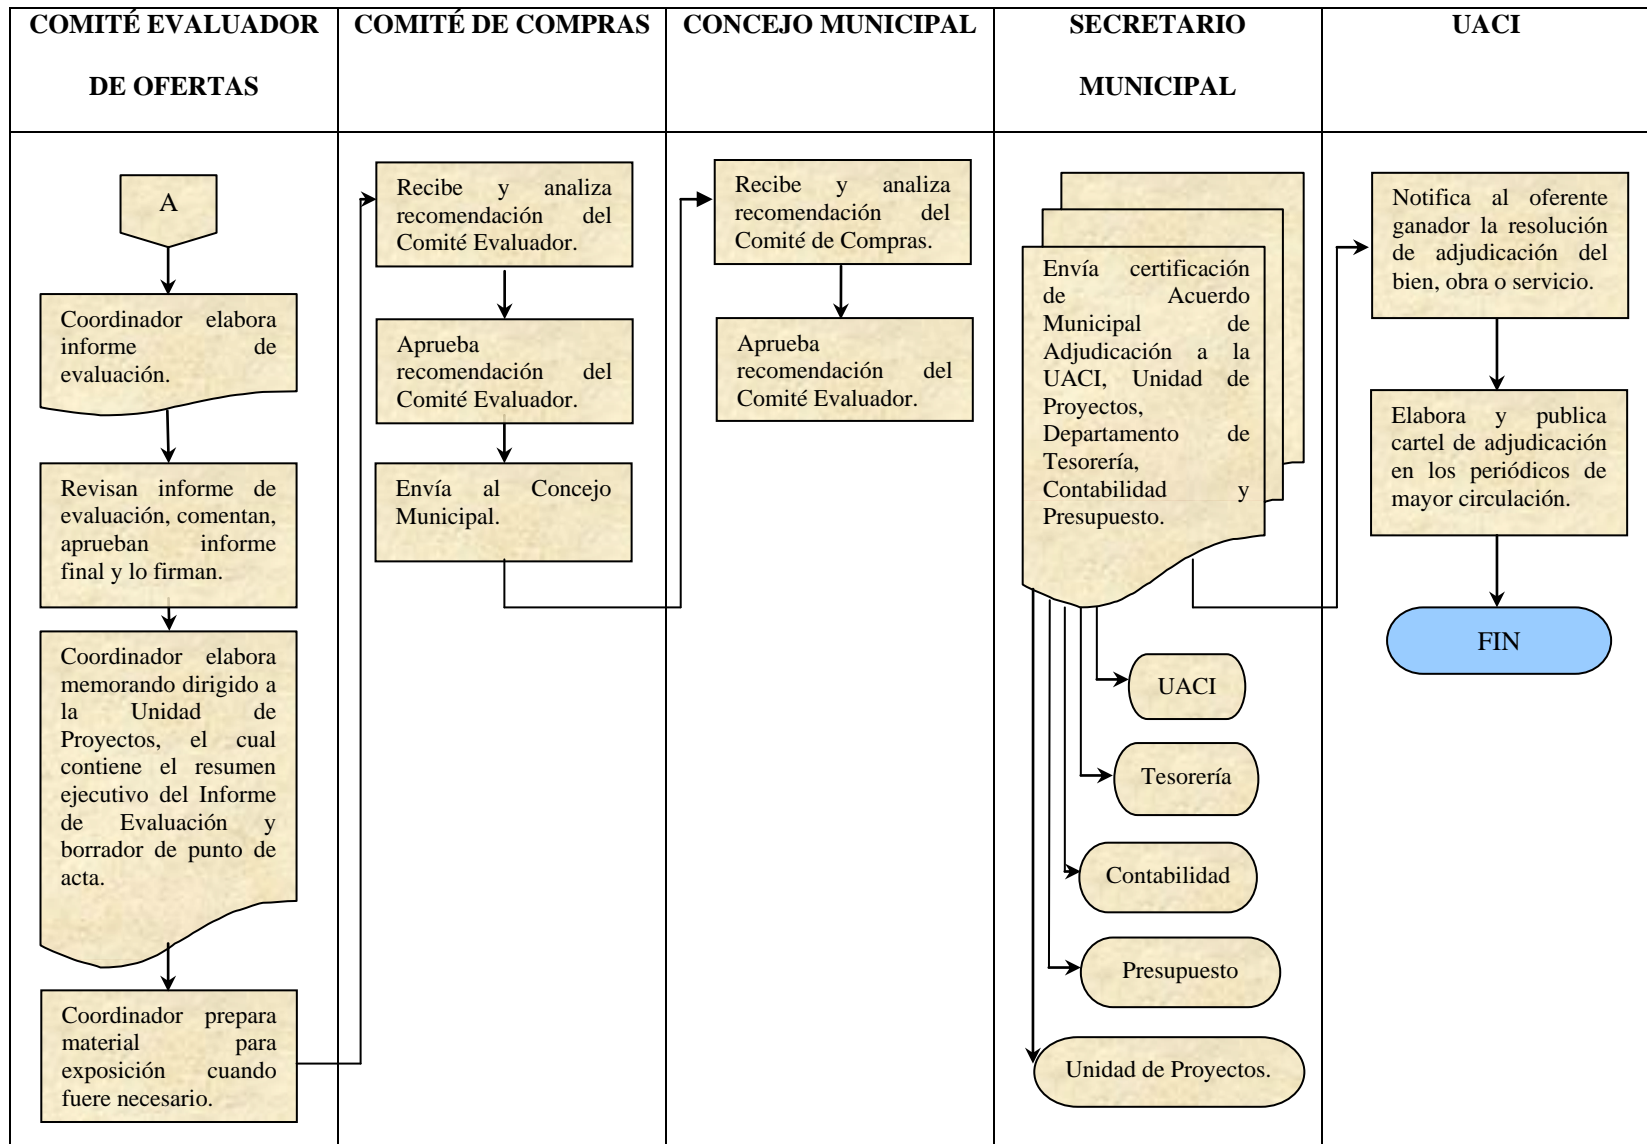 COMITÉ EVALUADOR
DE OFERTAS
COMITÉ DE COMPRAS
CONCEJO MUNICIPAL
SECRETARIO
MUNICIPAL
UACI
A
Coordinador elabora
informe de
evaluación.
Revisan informe de
evaluación, comentan,
aprueban informe
final y lo firman.
Coordinador elabora
memorando dirigido a
la Unidad de
Proyectos, el cual
contiene el resumen
ejecutivo del Informe
de Evaluación y
borrador de punto de
acta.
Coordinador prepara
material para
exposición cuando
fuere necesario.
Recibe y analiza
recomendación del
Comité Evaluador.
Aprueba
recomendación del
Comité Evaluador.
Envía al Concejo
Municipal.
Recibe y analiza
recomendación del
Comité de Compras.
Aprueba
recomendación del
Comité Evaluador.
Envía certificación
de Acuerdo
Municipal de
Adjudicación a la
UACI, Unidad de
Proyectos,
Departamento de
Tesorería,
Contabilidad y
Presupuesto.
UACI
Tesorería
Contabilidad
Presupuesto
Unidad de Proyectos.
Notifica al oferente
ganador la resolución
de adjudicación del
bien, obra o servicio.
Elabora y publica
cartel de adjudicación
en los periódicos de
mayor circulación.
FIN